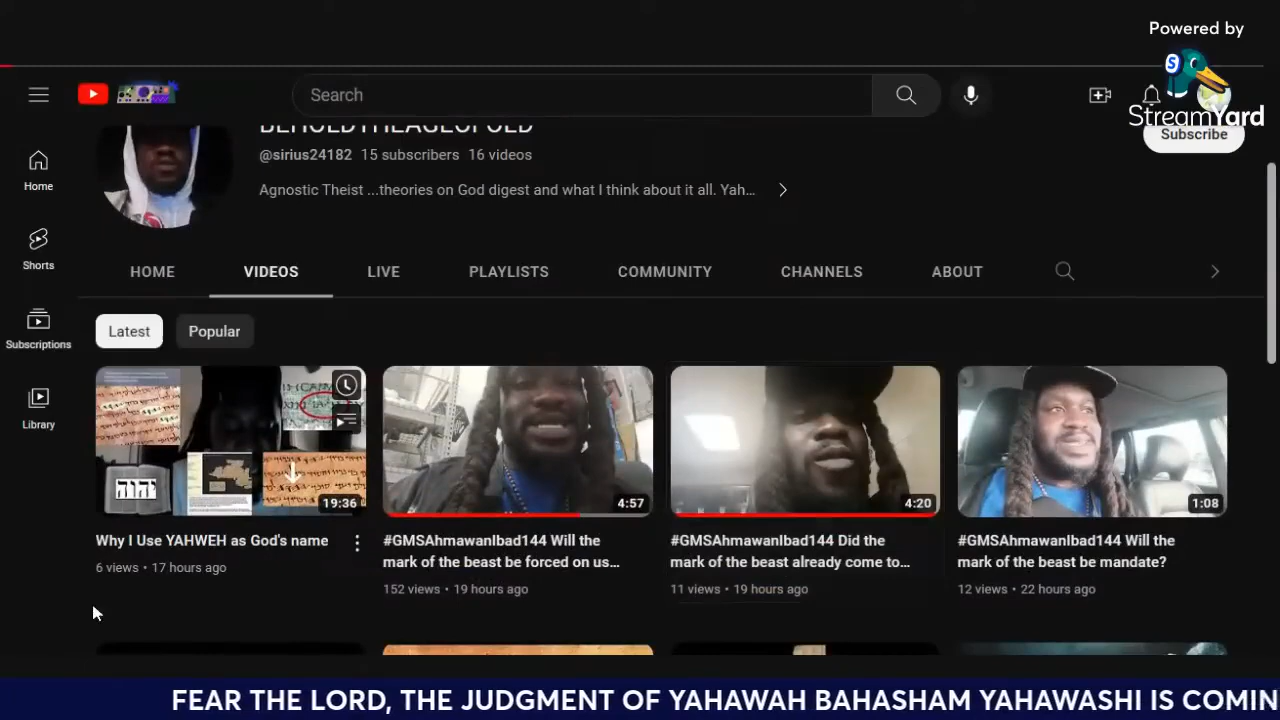 Powered by
StreamYard
Search
BEHOLDTHEAGEOFOLD
Subscribe
@sirius24182 15 subscribers 16 videos
Agnostic Theist ...theories on God digest and what I think about it all. Yah...
Home
Shorts
Subscriptions
Library
HOME VIDEOS LIVE PLAYLISTS COMMUNITY CHANNELS ABOUT
Latest Popular
יהוה
19:36
4:57
4:20
1:08
Why I Use YAHWEH as God's name
6 views • 17 hours ago
#GMSAhmawanIbad144 Will the
mark of the beast be forced on us...
152 views • 19 hours ago
#GMSAhmawanIbad144 Did the
mark of the beast already come to...
11 views • 19 hours ago
#GMSAhmawanIbad144 Will the
mark of the beast be mandate?
12 views • 22 hours ago
FEAR THE LORD, THE JUDGMENT OF YAHAWAH BAHASHAM YAHAWASHI IS COMIN